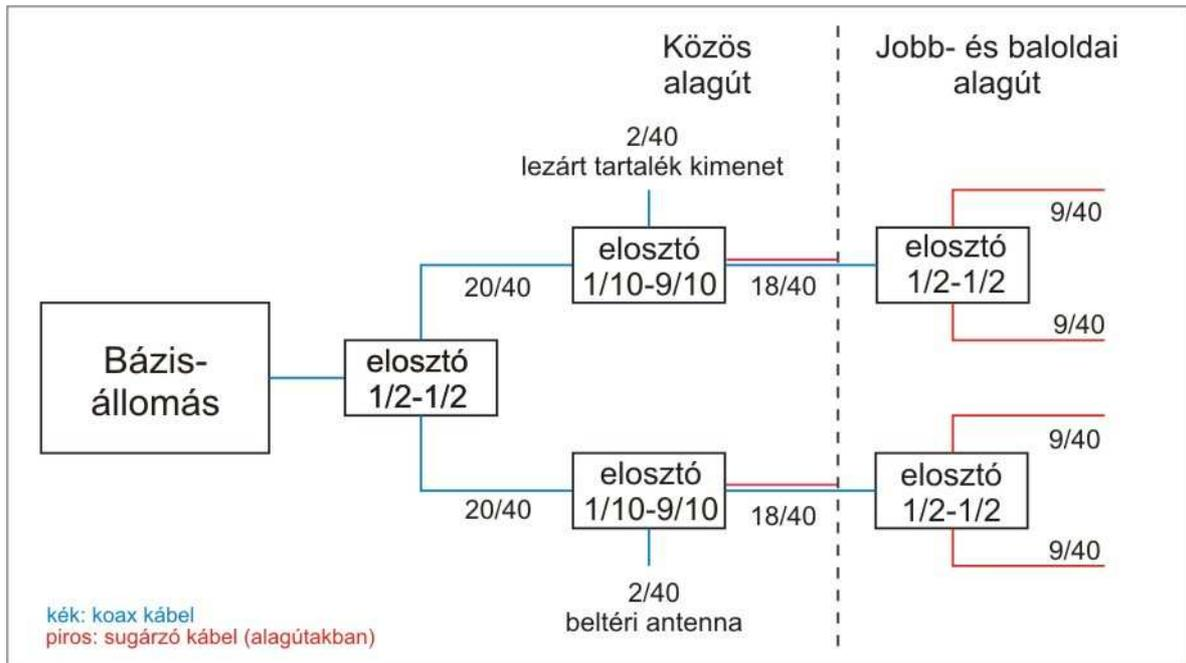 Közös
alagút
Jobb- és baloldai
alagút
2/40
lezárt tartalék kimenet
9/40
elosztó
1/10-9/10
elosztó
1/2-1/2
20/40
18/40
9/40
Bázis-
állomás
elosztó
1/2-1/2
9/40
elosztó
1/10-9/10
elosztó
1/2-1/2
20/40
18/40
9/40
2/40
beltéri antenna
kék: koax kábel
piros: sugárzó kábel (alagútakban)